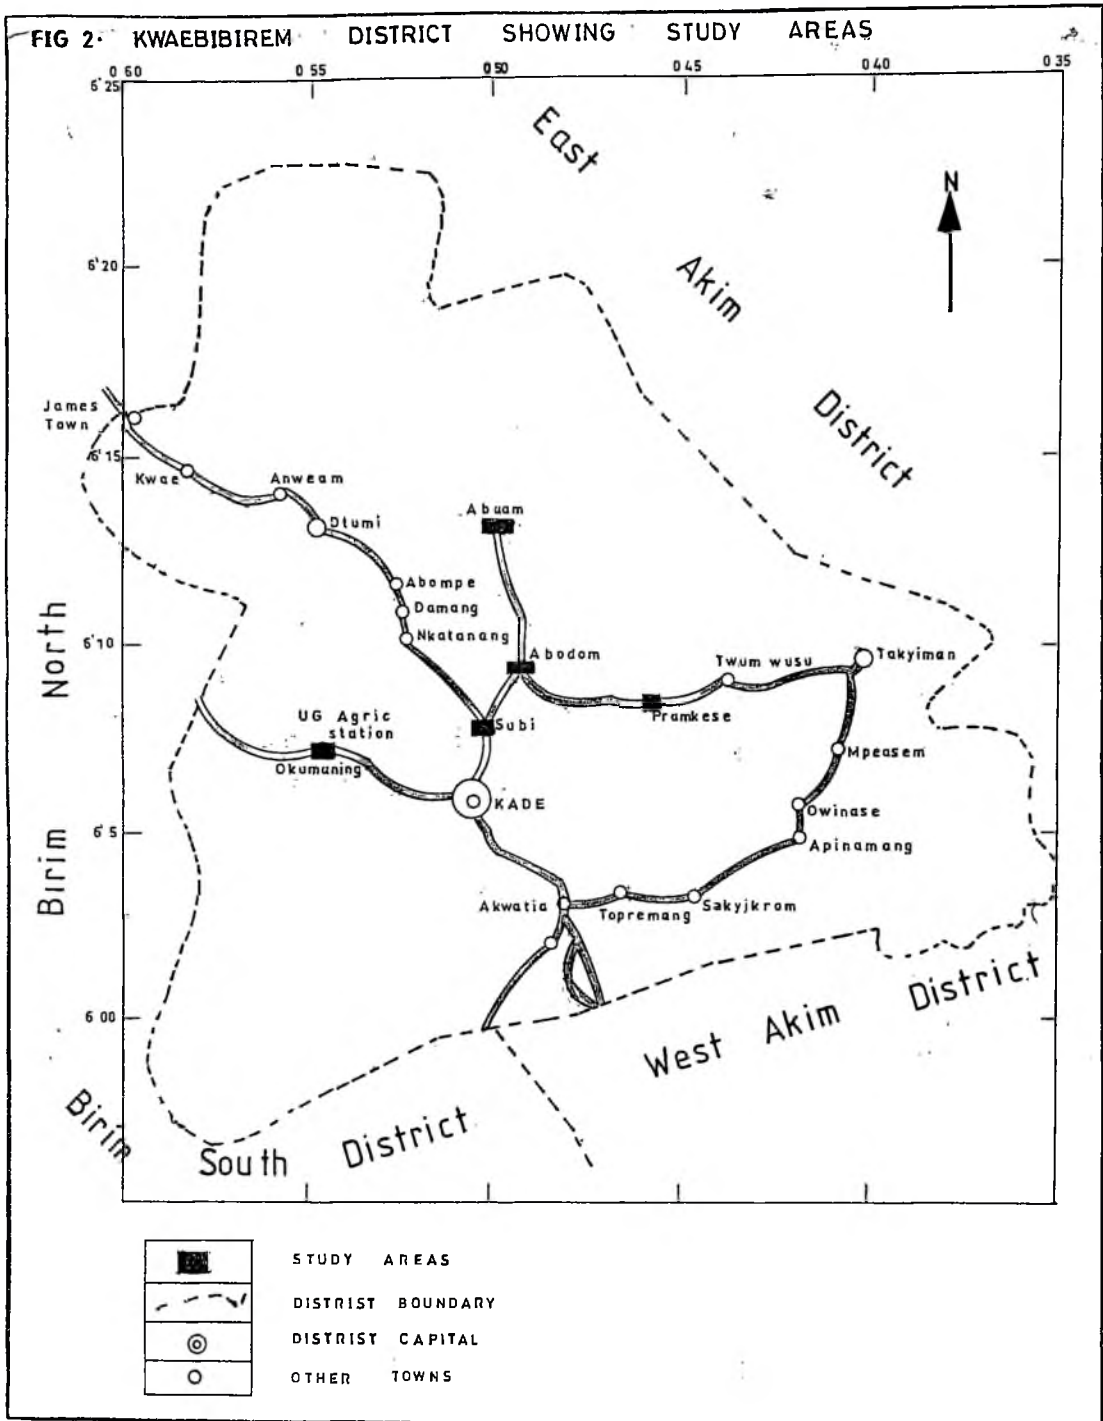 FIG 2. KWAEBIBIREM DISTRICT SHOWING STUDY AREAS
0 60 0 55 0 50 0 45 0 40 0 35
6°25
East
N
6°20
Akim
James
Town
District
6°15
Kwae
Anweam
Abuam
Dtumi
Abompe
Damang
North
6°10
Nkatanang
Abodom
Twum wusu
Takyiman
UG Agric
station
Subi
Pramkese
Okumaning
Mpeasem
KADE
Owinase
6°5
Apinamang
Birim
Akwatia
Topremang
Sakyjkrom
6 00
District
West Akim
Birim
South District
STUDY AREAS
DISTRIST BOUNDARY
DISTRIST CAPITAL
OTHER TOWNS